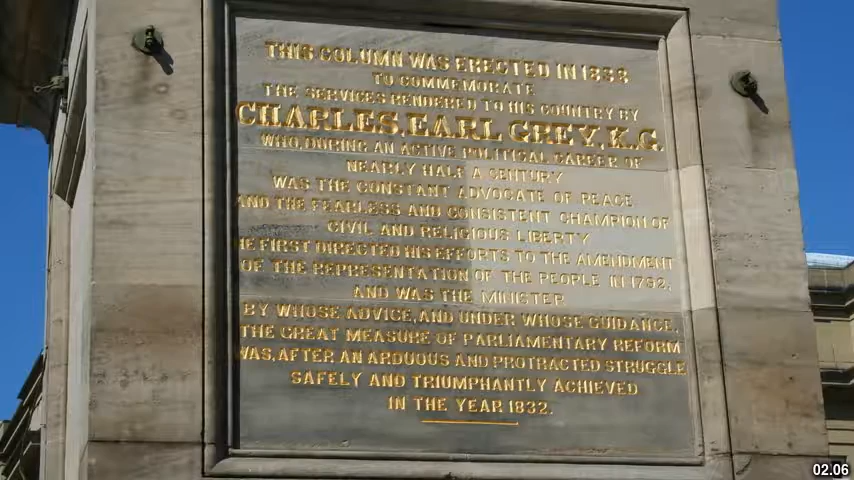 THIS COLUMN WAS ERECTED IN 1838
TO COMMEMORATE
THE SERVICES RENDERED TO HIS COUNTRY BY
CHARLES, EARL GREY, K.G.
WHO, DURING AN ACTIVE POLITICAL CAREER OF
NEARLY HALF A CENTURY
WAS THE CONSTANT ADVOCATE OF PEACE
AND THE FEARLESS AND CONSISTENT CHAMPION OF
CIVIL AND RELIGIOUS LIBERTY
HE FIRST DIRECTED HIS EFFORTS TO THE AMENDMENT
OF THE REPRESENTATION OF THE PEOPLE IN 1792,
AND WAS THE MINISTER
BY WHOSE ADVICE, AND UNDER WHOSE GUIDANCE,
THE GREAT MEASURE OF PARLIAMENTARY REFORM
WAS, AFTER AN ARDUOUS AND PROTRACTED STRUGGLE
SAFELY AND TRIUMPHANTLY ACHIEVED
IN THE YEAR 1832.
02.06